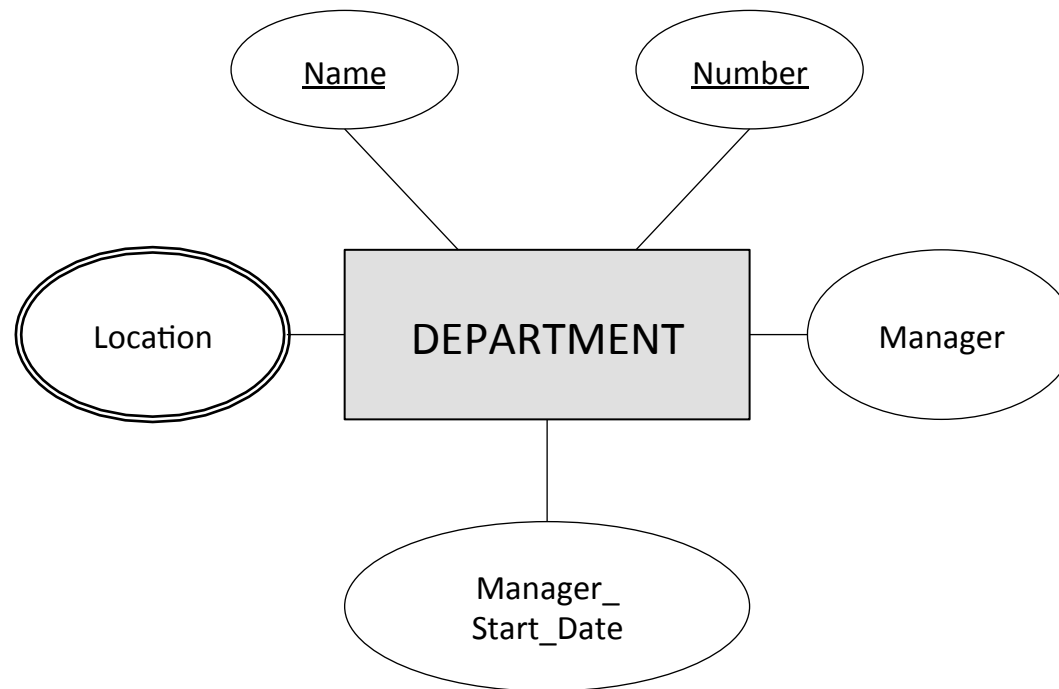 Name
Number
Location
DEPARTMENT
Manager
Manager_
Start_Date